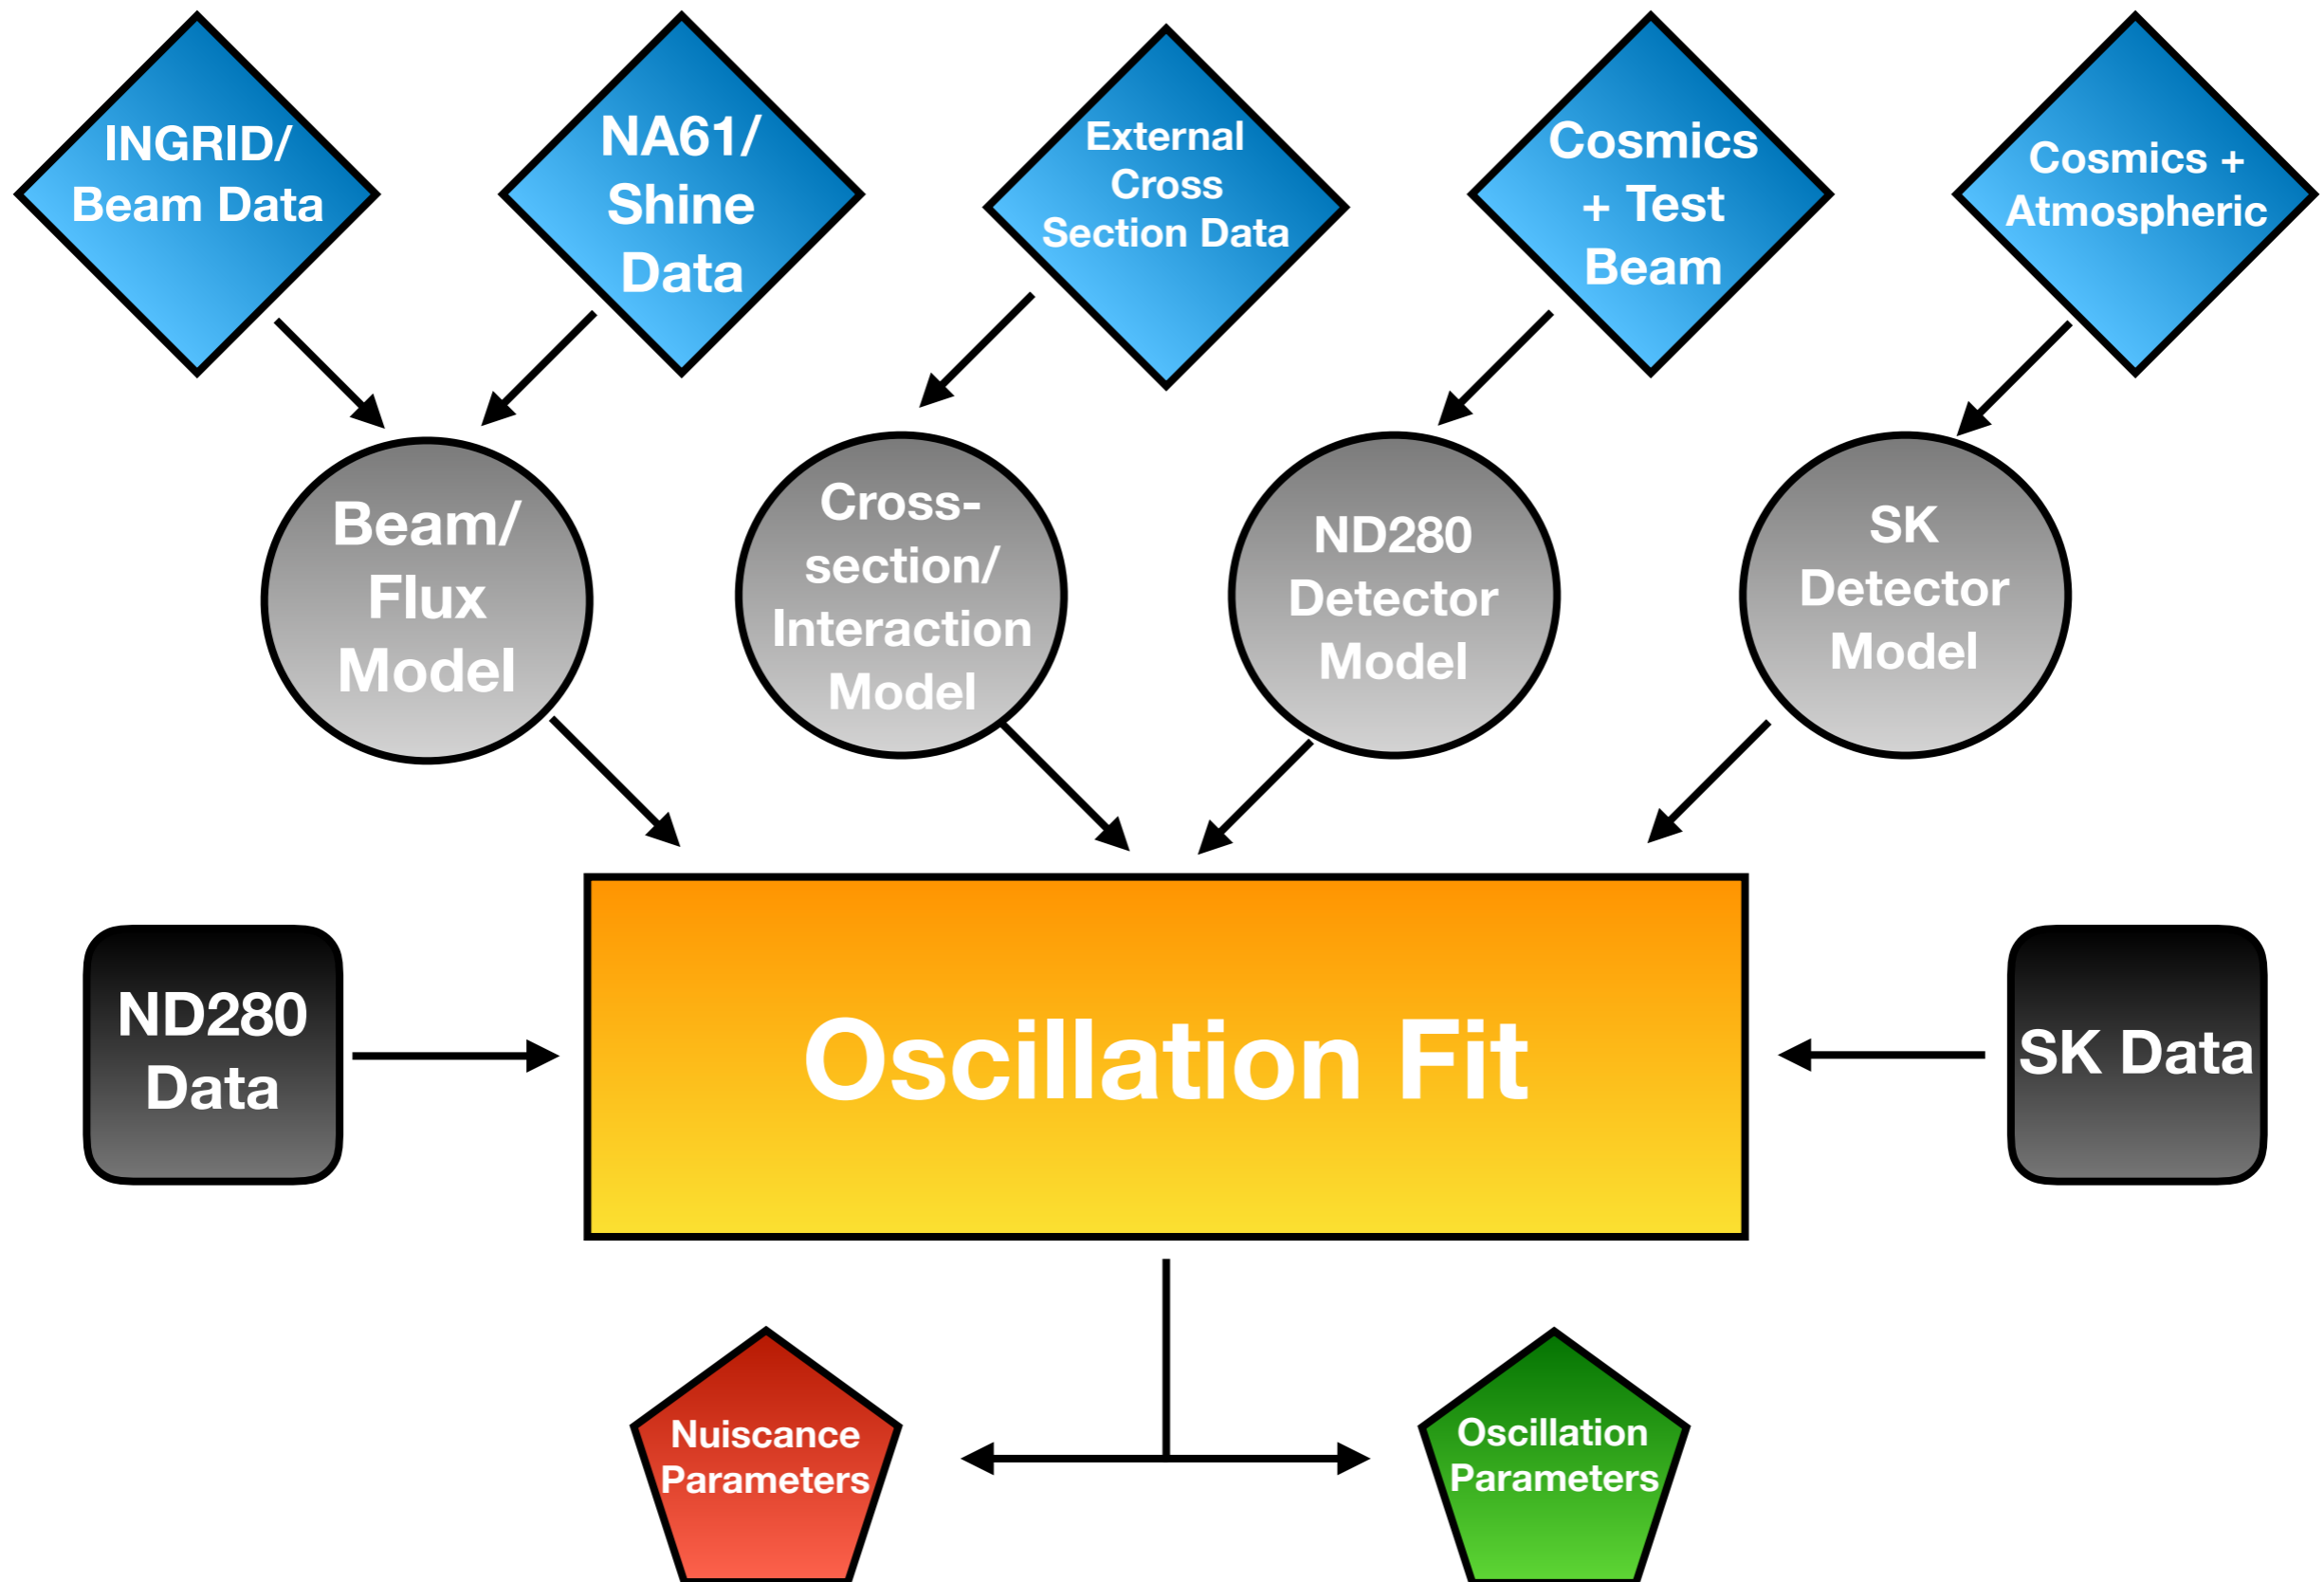 INGRID/
Beam Data
NA61/
Shine
Data
External
Cross
Section Data
Cosmics
+ Test
Beam
Cosmics +
Atmospheric
Beam/
Flux
Model
Cross-
section/
Interaction
Model
ND280
Detector
Model
SK
Detector
Model
ND280
Data
Oscillation Fit
SK Data
Nuiscance
Parameters
Oscillation
Parameters